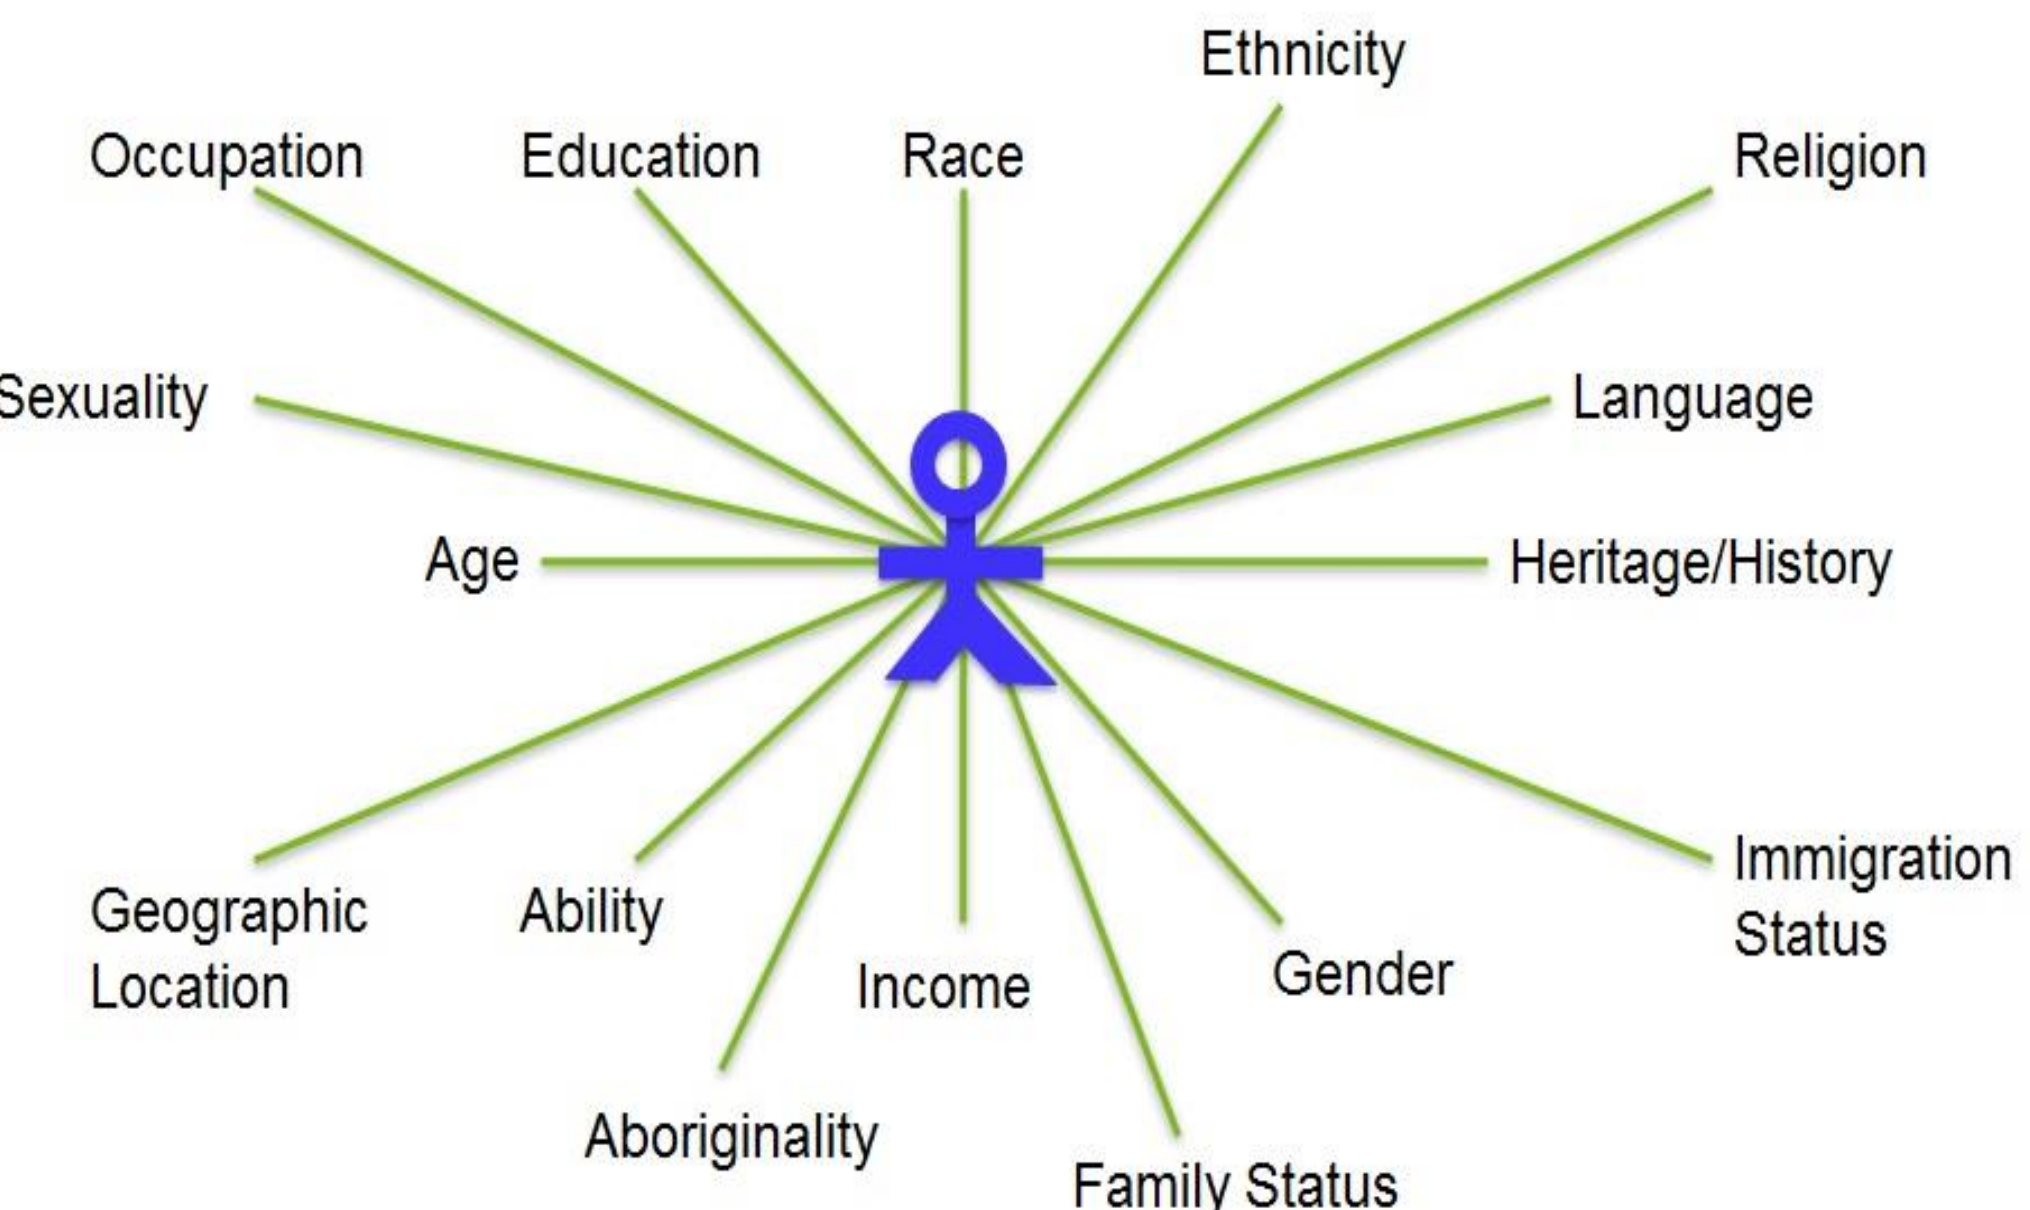 Ethnicity
Occupation
Education
Race
Religion
Sexuality
Language
Age
Heritage/History
Immigration
Status
Geographic
Location
Ability
Income
Gender
Aboriginality
Family Status